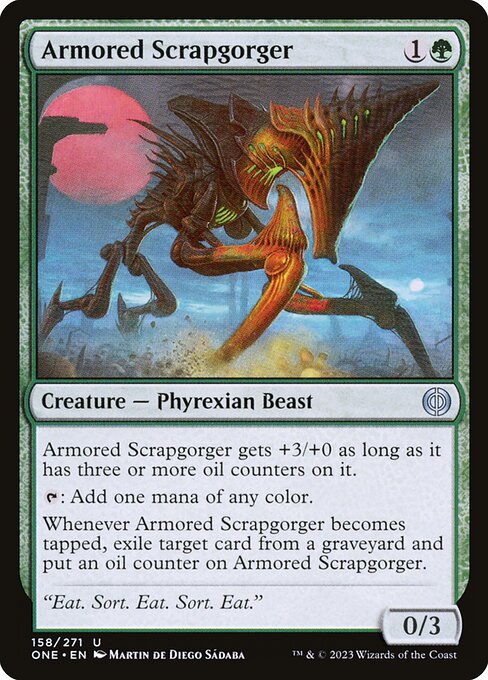 Armored Scrapgorger 1
Creature — Phyrexian Beast
Armored Scrapgorger gets +3/+0 as long as it
has three or more oil counters on it.
: Add one mana of any color.
Whenever Armored Scrapgorger becomes
tapped, exile target card from a graveyard and
put an oil counter on Armored Scrapgorger.
“Eat. Sort. Eat. Sort. Eat.”
0/3
158/271 U
ONE • EN Martin de Diego Sádaba ™ & © 2023 Wizards of the Coast